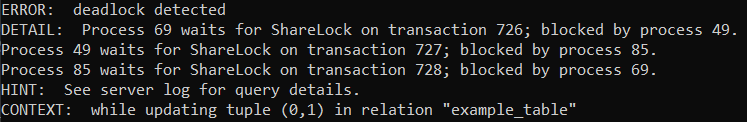 ERROR:  deadlock detected
DETAIL:  Process 69 waits for ShareLock on transaction 726; blocked by process 49.
Process 49 waits for ShareLock on transaction 727; blocked by process 85.
Process 85 waits for ShareLock on transaction 728; blocked by process 69.
HINT:  See server log for query details.
CONTEXT:  while updating tuple (0,1) in relation "example_table"